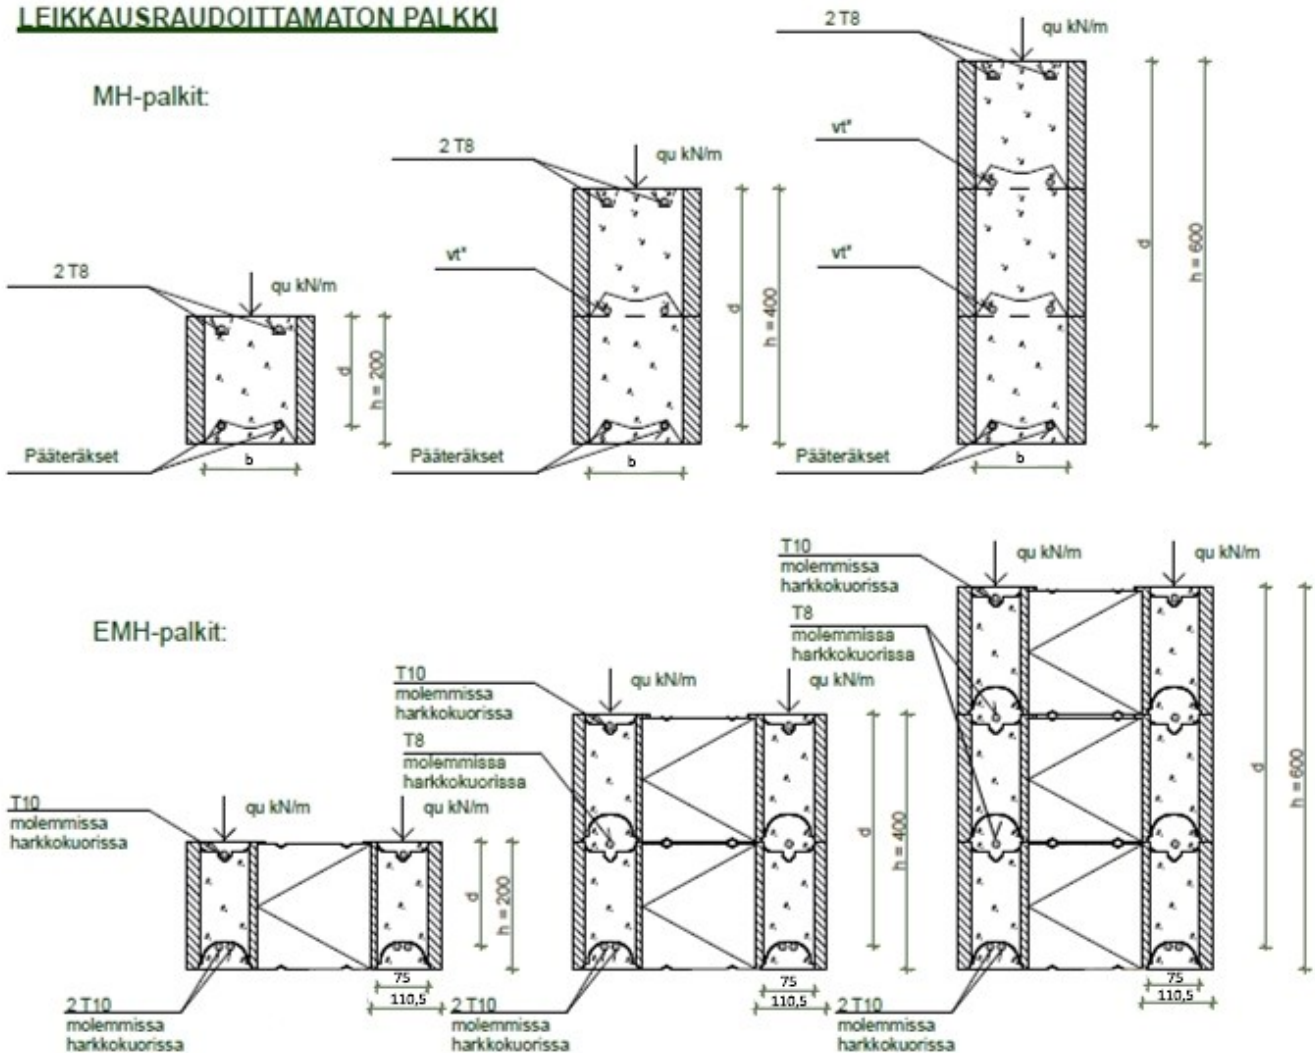 LEIKKAUSRAUDOITTAMATON PALKKI
MH-palkit:
2 T8
qu kN/m
d
h = 200
Pääteräkset
b
2 T8
qu kN/m
vt*
d
h = 400
Pääteräkset
b
2 T8
qu kN/m
vt*
vt*
d
h = 600
Pääteräkset
b
EMH-palkit:
T10
molemmissa
harkkokuorissa
qu kN/m
qu kN/m
d
h = 200
75
110,5
2 T10
molemmissa
harkkokuorissa
T10
molemmissa
harkkokuorissa
T8
molemmissa
harkkokuorissa
qu kN/m
qu kN/m
d
h = 400
75
110,5
2 T10
molemmissa
harkkokuorissa
T10
molemmissa
harkkokuorissa
T8
molemmissa
harkkokuorissa
qu kN/m
qu kN/m
d
h = 600
75
110,5
2 T10
molemmissa
harkkokuorissa